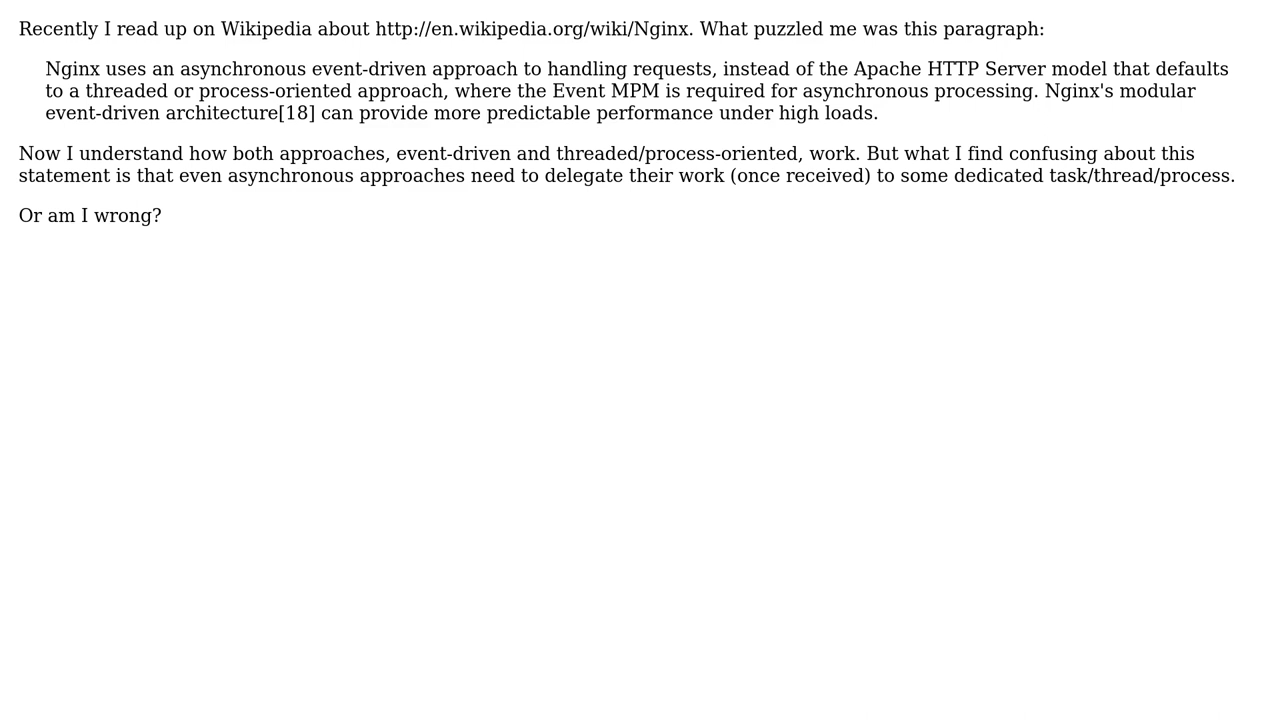 Recently I read up on Wikipedia about http://en.wikipedia.org/wiki/Nginx. What puzzled me was this paragraph:
Nginx uses an asynchronous event-driven approach to handling requests, instead of the Apache HTTP Server model that defaults
to a threaded or process-oriented approach, where the Event MPM is required for asynchronous processing. Nginx's modular
event-driven architecture[18] can provide more predictable performance under high loads.
Now I understand how both approaches, event-driven and threaded/process-oriented, work. But what I find confusing about this
statement is that even asynchronous approaches need to delegate their work (once received) to some dedicated task/thread/process.
Or am I wrong?